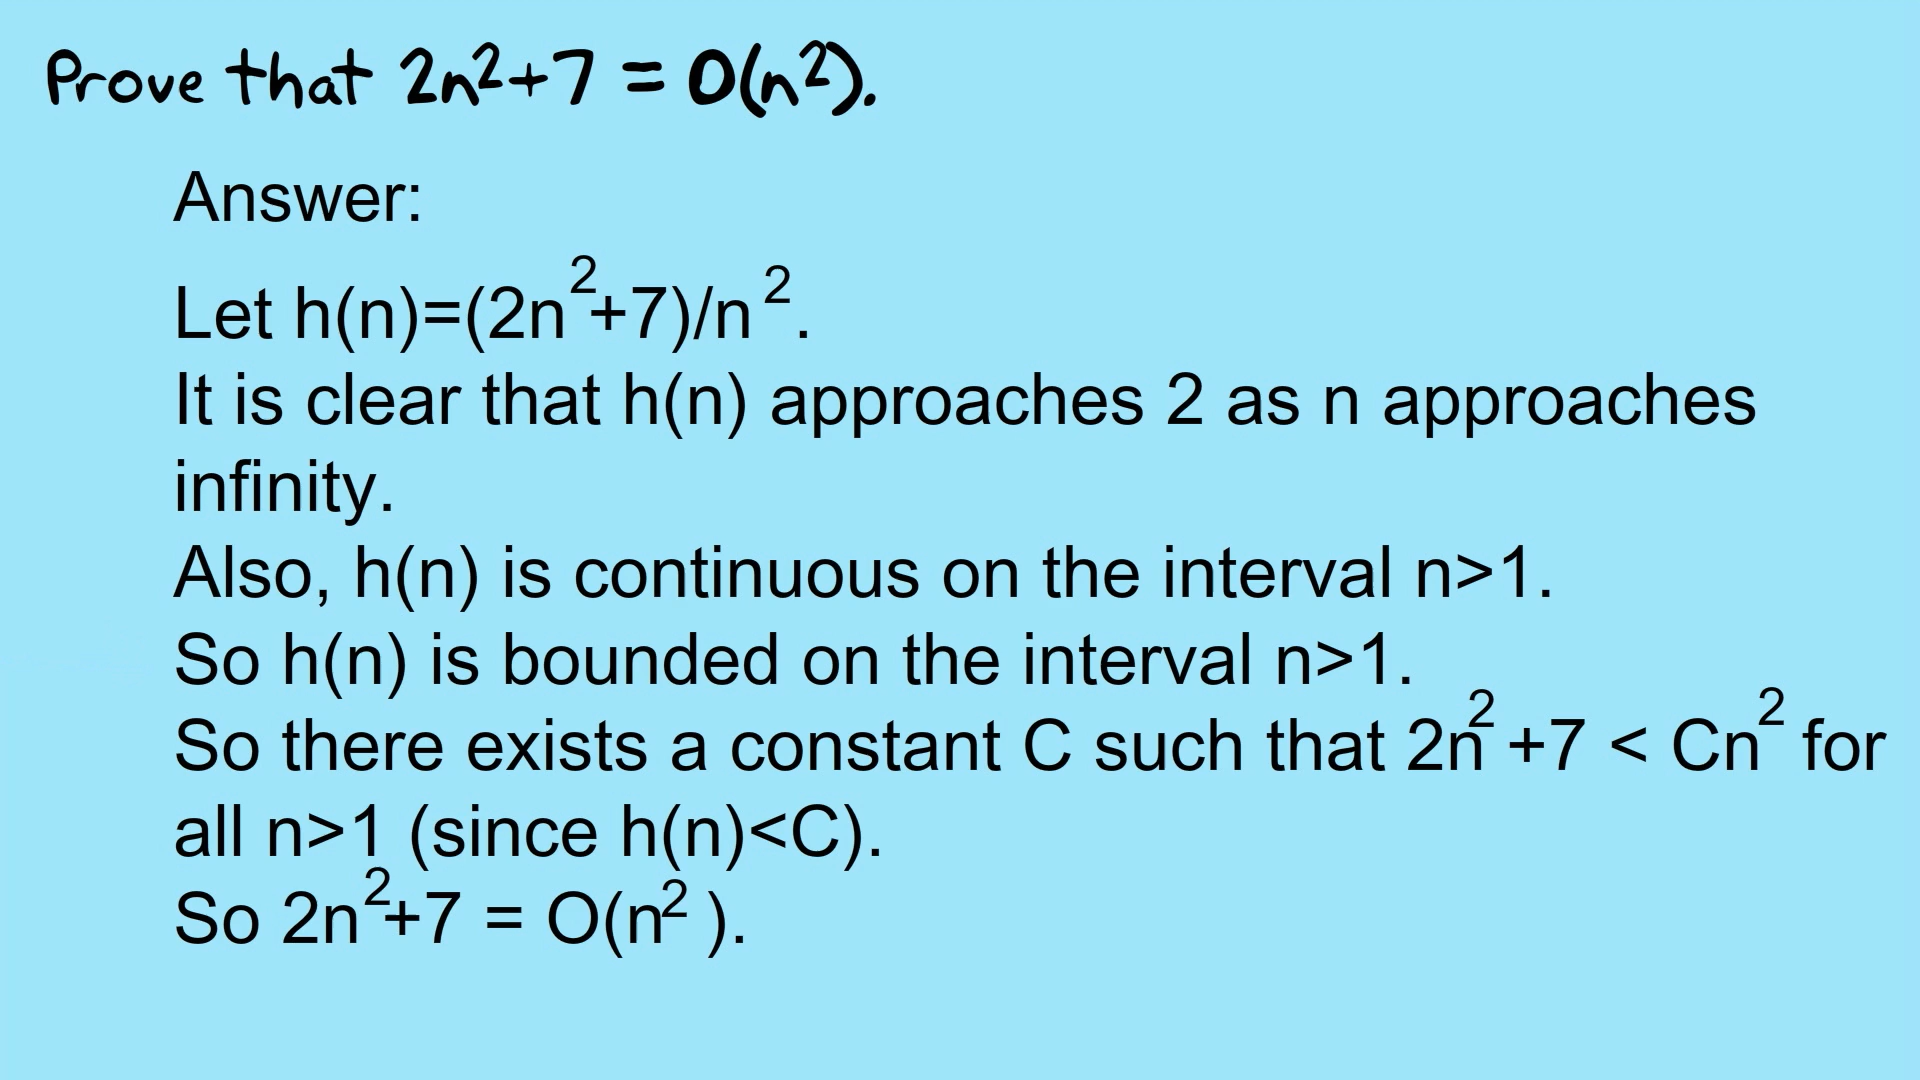 Prove that 2n²+7 = O(n²).
Answer:
Let h(n)=(2n²+7)/n².
It is clear that h(n) approaches 2 as n approaches
infinity.
Also, h(n) is continuous on the interval n>1.
So h(n) is bounded on the interval n>1.
So there exists a constant C such that 2n²+7 < Cn² for
all n>1 (since h(n)<C).
So 2n²+7 = O(n²).